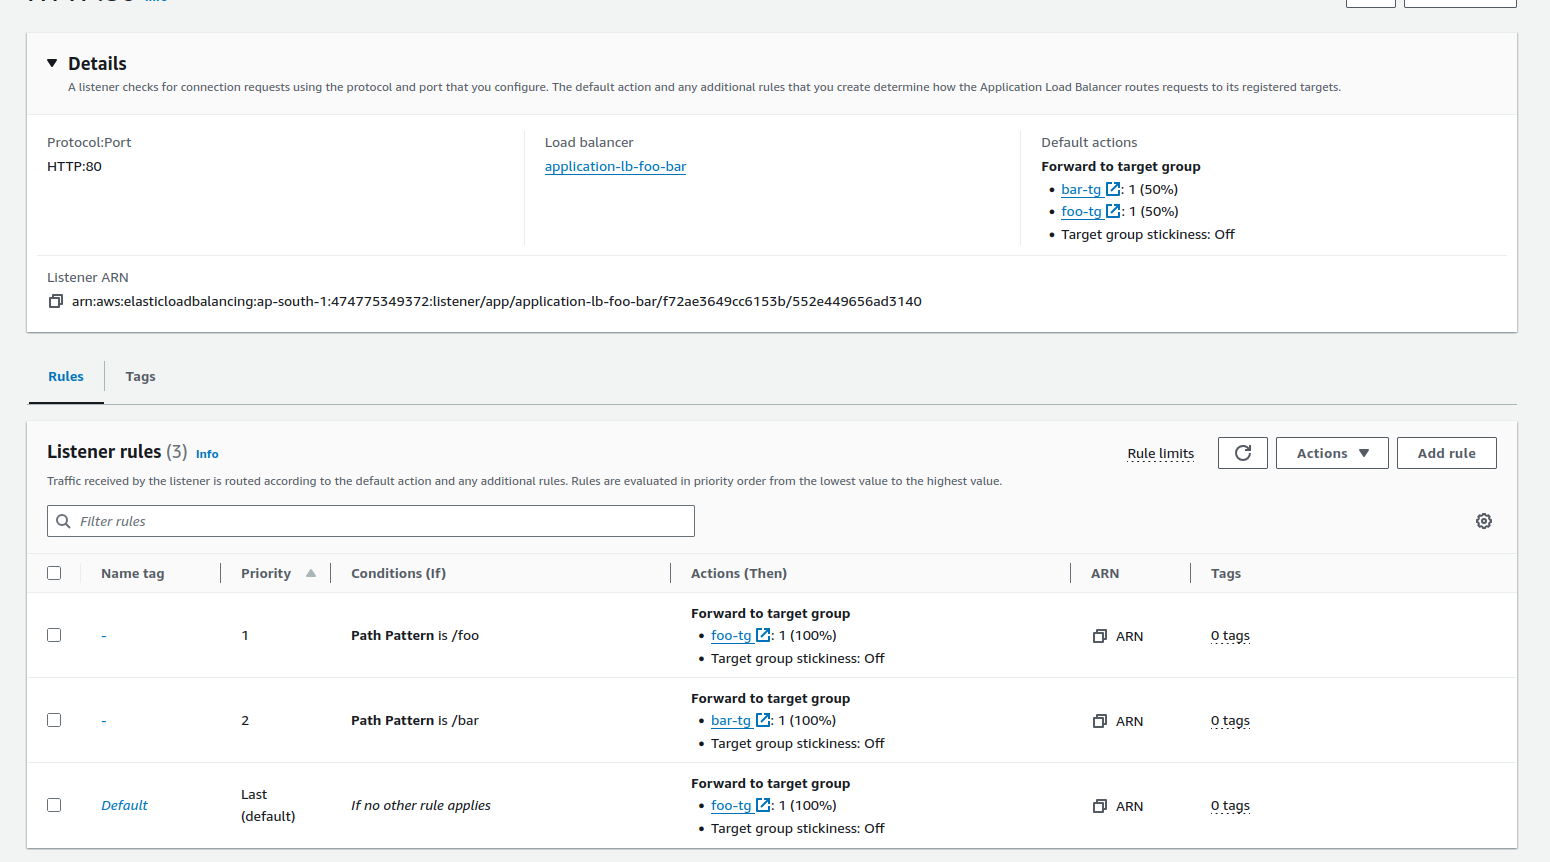 Info
Details
A listener checks for connection requests using the protocol and port that you configure. The default action and any additional rules that you create determine how the Application Load Balancer routes requests to its registered targets.
Protocol:Port
HTTP:80
Load balancer
application-lb-foo-bar
Default actions
Forward to target group
• bar-tg : 1 (50%)
• foo-tg : 1 (50%)
• Target group stickiness: Off
Listener ARN
arn:aws:elasticloadbalancing:ap-south-1:474775349372:listener/app/application-lb-foo-bar/f72ae3649cc6153b/552e449656ad3140
Rules
Tags
Listener rules (3) Info
Rule limits
Actions
Add rule
Traffic received by the listener is routed according to the default action and any additional rules. Rules are evaluated in priority order from the lowest value to the highest value.
Filter rules
Name tag Priority Conditions (If) Actions (Then) ARN Tags
Forward to target group
- 1 Path Pattern is /foo • foo-tg : 1 (100%) ARN 0 tags
• Target group stickiness: Off
Forward to target group
- 2 Path Pattern is /bar • bar-tg : 1 (100%) ARN 0 tags
• Target group stickiness: Off
Forward to target group
Default Last (default) If no other rule applies • foo-tg : 1 (100%) ARN 0 tags
• Target group stickiness: Off